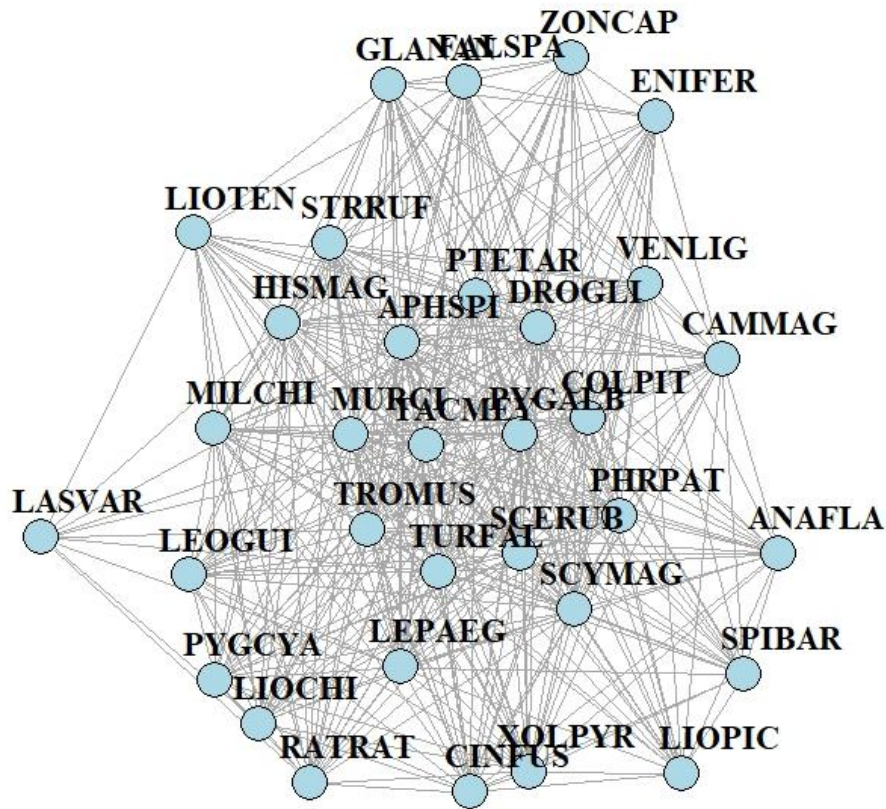 ZONCAP
GLANAN
FALSPA
ENIFER
LIOTEN
STRRUF
VENLIG
PTETAR
HISMAG
DROGLI
APHSPI
CAMMAG
MILCHI
COLPIT
PYGALB
TACMEY
PHRPAT
TROMUS
LASVAR
SCERUB
ANAFLA
TURFAL
LEOGUI
SCYMAG
LEPAEG
SPIBAR
PYGCYA
LIOCHI
XOLPYR
LIOPIC
RATRAT
CINFUS